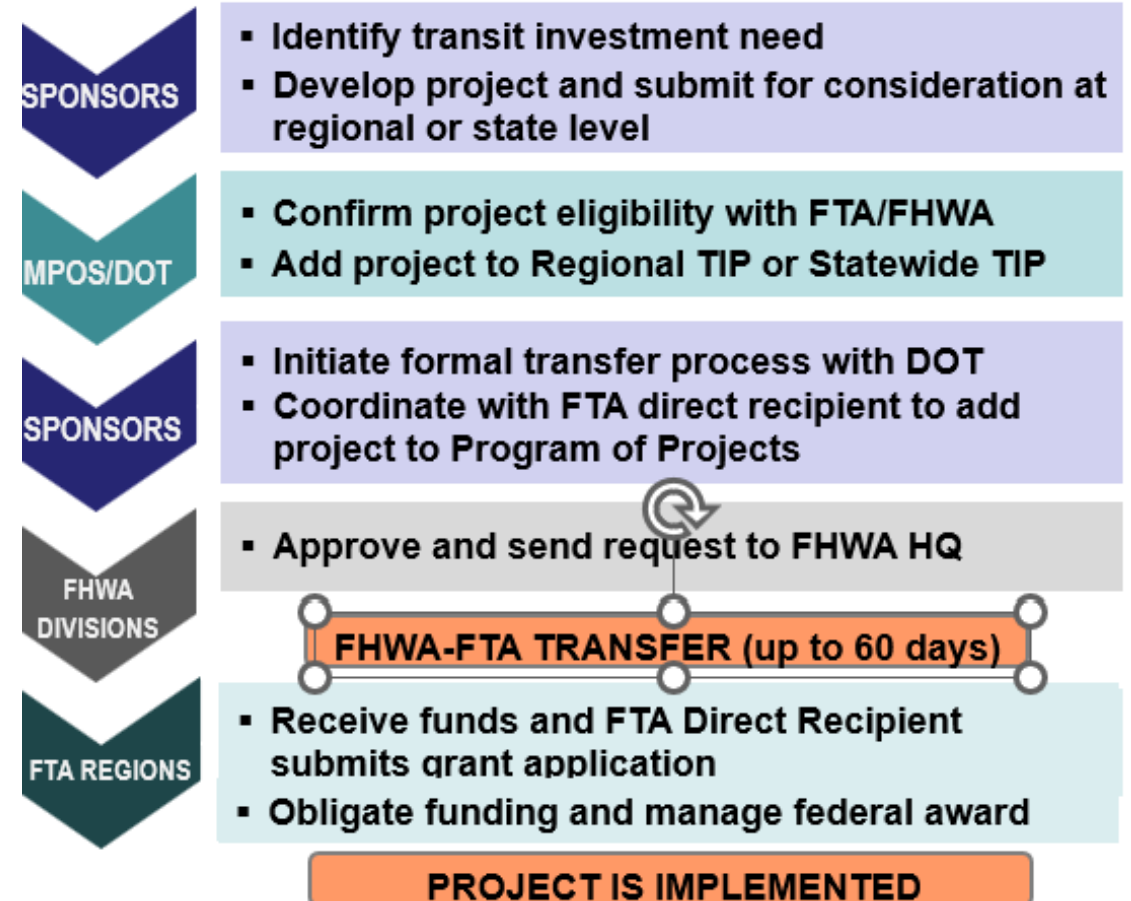 SPONSORS
▪ Identify transit investment need
▪ Develop project and submit for consideration at
regional or state level
MPOS/DOT
▪ Confirm project eligibility with FTA/FHWA
▪ Add project to Regional TIP or Statewide TIP
SPONSORS
▪ Initiate formal transfer process with DOT
▪ Coordinate with FTA direct recipient to add
project to Program of Projects
FHWA
DIVISIONS
▪ Approve and send request to FHWA HQ
FHWA-FTA TRANSFER (up to 60 days)
FTA REGIONS
▪ Receive funds and FTA Direct Recipient
submits grant application
▪ Obligate funding and manage federal award
PROJECT IS IMPLEMENTED